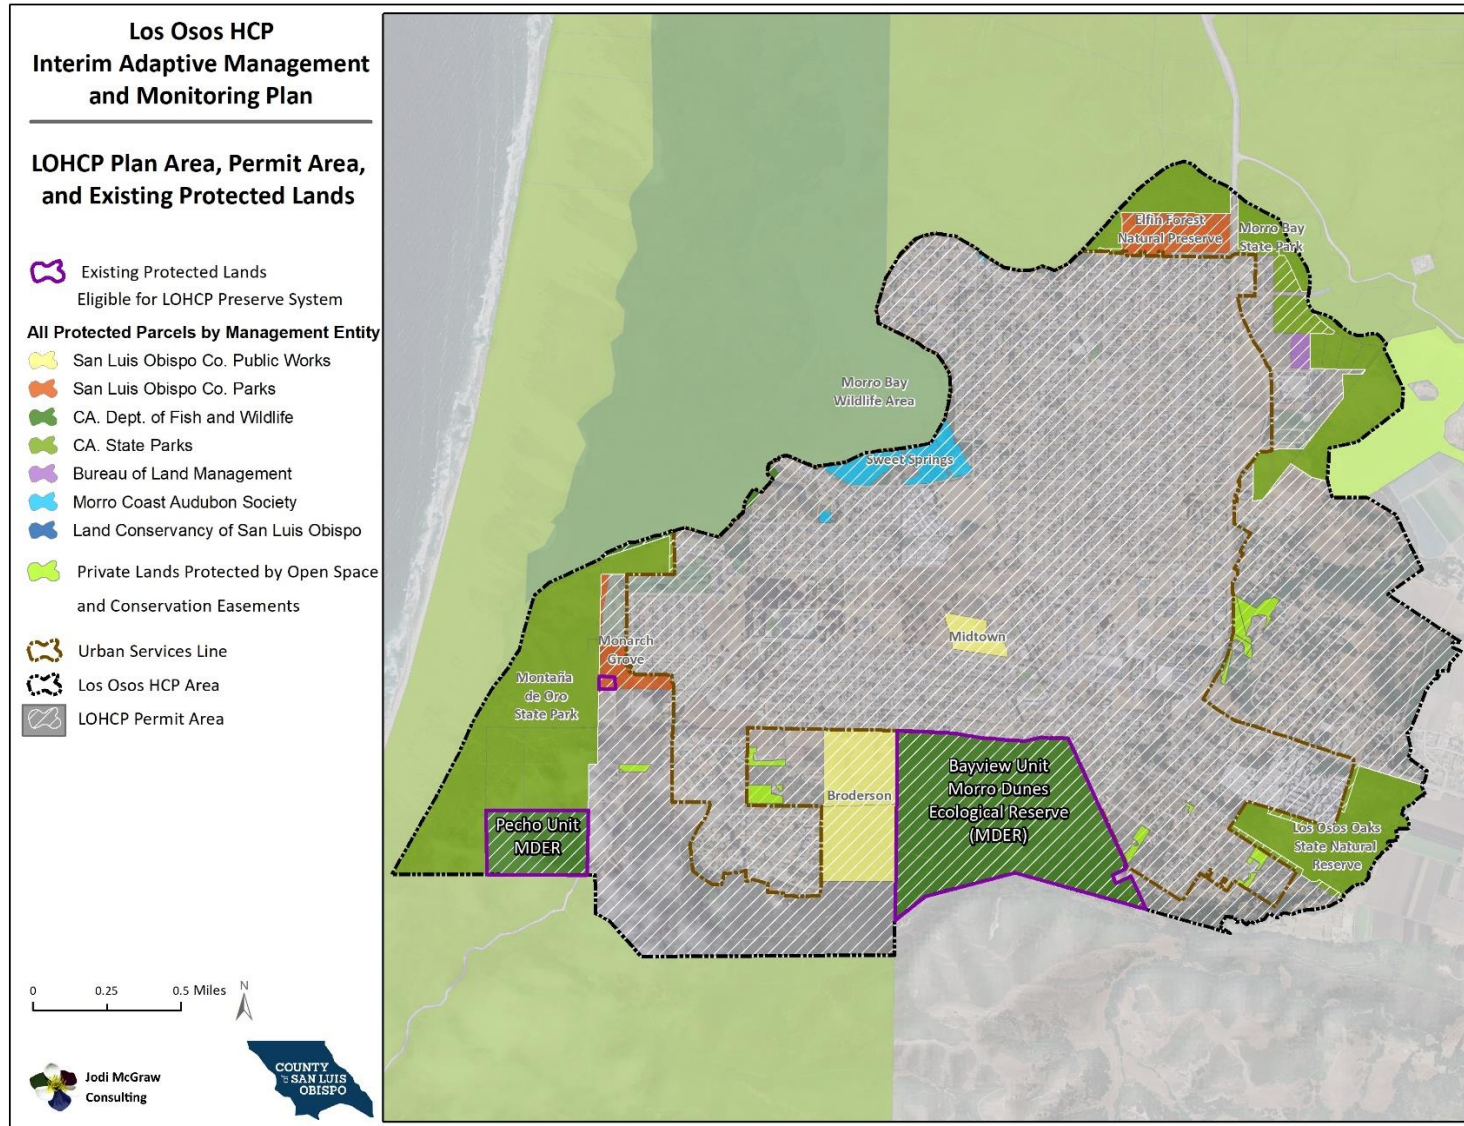 Los Osos HCP
Interim Adaptive Management
and Monitoring Plan
LOHCP Plan Area, Permit Area,
and Existing Protected Lands
Existing Protected Lands
Eligible for LOHCP Preserve System
All Protected Parcels by Management Entity
San Luis Obispo Co. Public Works
San Luis Obispo Co. Parks
CA. Dept. of Fish and Wildlife
CA. State Parks
Bureau of Land Management
Morro Coast Audubon Society
Land Conservancy of San Luis Obispo
Private Lands Protected by Open Space
and Conservation Easements
Urban Services Line
Los Osos HCP Area
LOHCP Permit Area
0 0.25 0.5 Miles
N
Jodi McGraw
Consulting
COUNTY
OF SAN LUIS
OBISPO
Elfin Forest
Natural Preserve
Morro Bay
State Park
Morro Bay
Wildlife Area
Sweet Springs
Midtown
Monarch
Grove
Montaña
de Oro
State Park
Pecho Unit
MDER
Broderson
Bayview Unit
Morro Dunes
Ecological Reserve
(MDER)
Los Osos Oaks
State Natural
Reserve